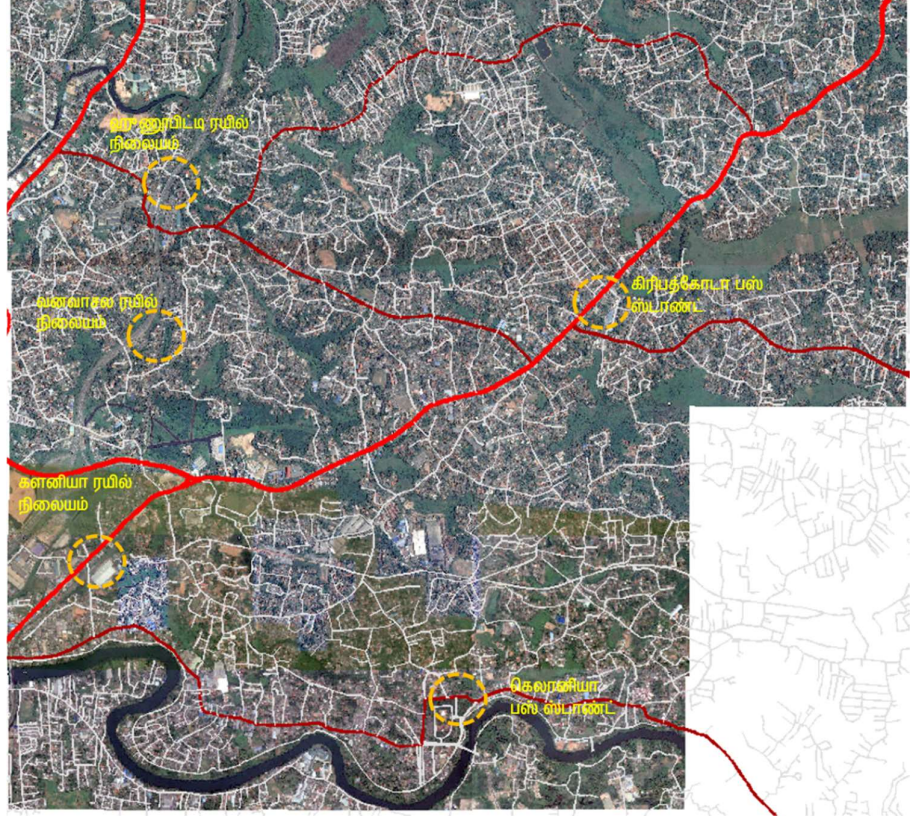 ஹுணுபிட்டி ரயில்
நிலையம்
வனவாசல ரயில்
நிலையம்
கிரிபத்கோடா பஸ்
ஸ்டாண்ட்
களனியா ரயில்
நிலையம்
கெலானியா
பஸ் ஸ்டாண்ட்